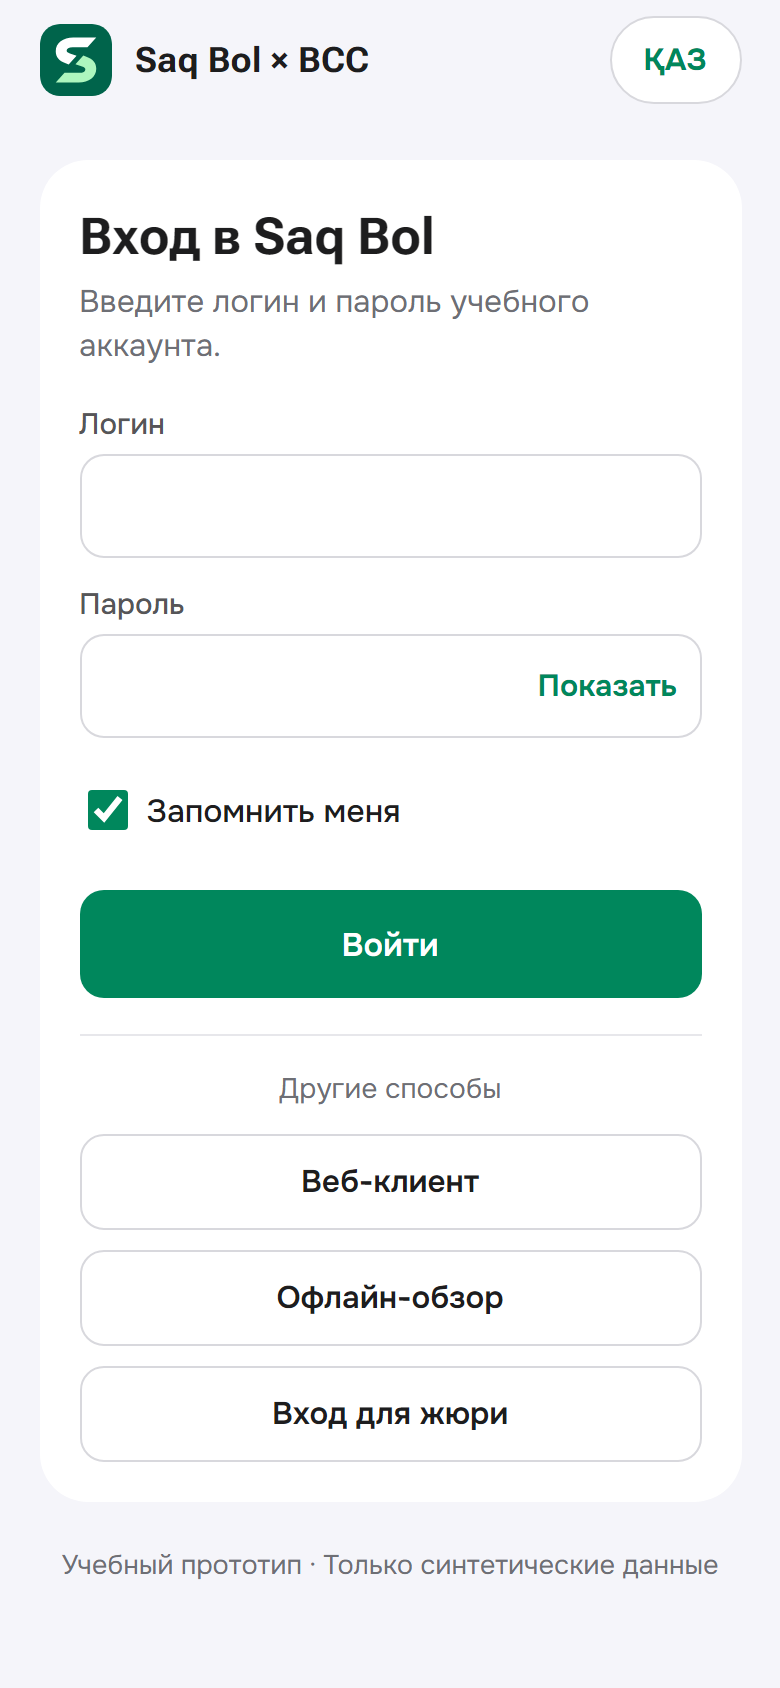 Saq Bol × BCC
ҚАЗ
Вход в Saq Bol
Введите логин и пароль учебного
аккаунта.
Логин
Пароль
Показать
Запомнить меня
Войти
Другие способы
Веб-клиент
Офлайн-обзор
Вход для жюри
Учебный прототип · Только синтетические данные